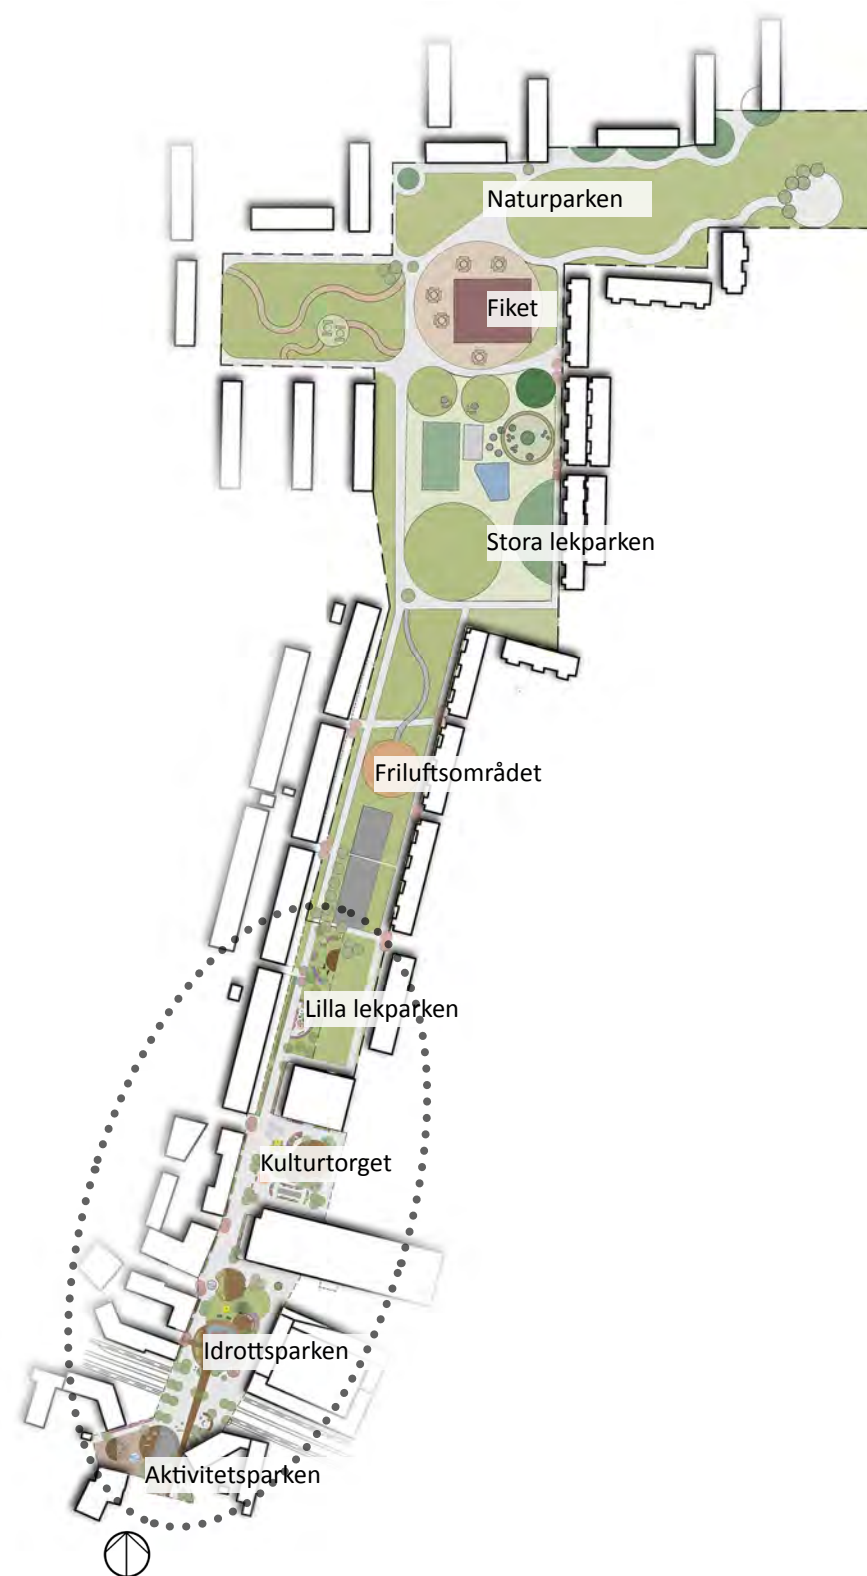 Naturparken
Fiket
Stora lekparken
Friluftsområdet
Lilla lekparken
Kulturtorget
Idrottsparken
Aktivitetsparken